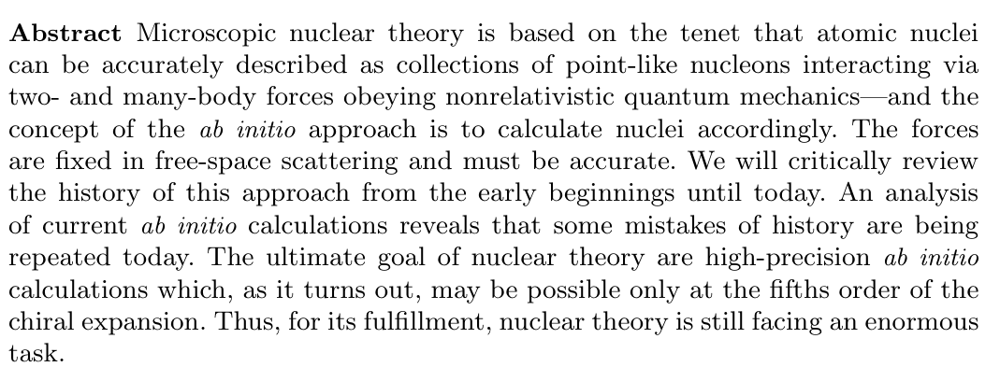 Abstract Microscopic nuclear theory is based on the tenet that atomic nuclei
can be accurately described as collections of point-like nucleons interacting via
two- and many-body forces obeying nonrelativistic quantum mechanics—and the
concept of the ab initio approach is to calculate nuclei accordingly. The forces
are fixed in free-space scattering and must be accurate. We will critically review
the history of this approach from the early beginnings until today. An analysis
of current ab initio calculations reveals that some mistakes of history are being
repeated today. The ultimate goal of nuclear theory are high-precision ab initio
calculations which, as it turns out, may be possible only at the fifths order of the
chiral expansion. Thus, for its fulfillment, nuclear theory is still facing an enormous
task.